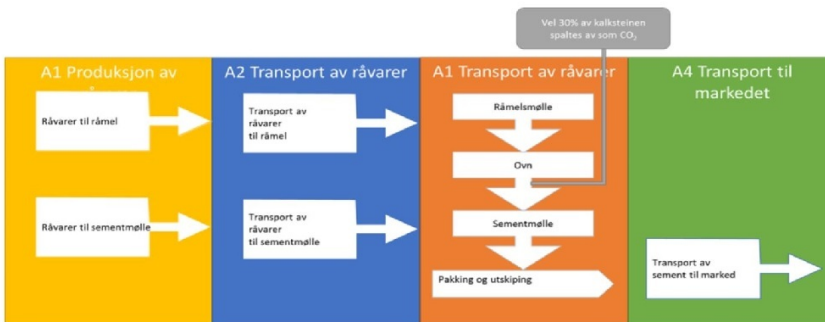 Vel 30% av kalksteinen
spaltes av som CO₂
A1 Produksjon av
Råvarer til råmel
Råvarer til sementmølle
A2 Transport av råvarer
Transport av
råvarer
til råmel
Transport av
råvarer
til sementmølle
A1 Transport av råvarer
Råmelsmølle
Ovn
Sementmølle
Pakking og utskiping
A4 Transport til
markedet
Transport av
sement til marked